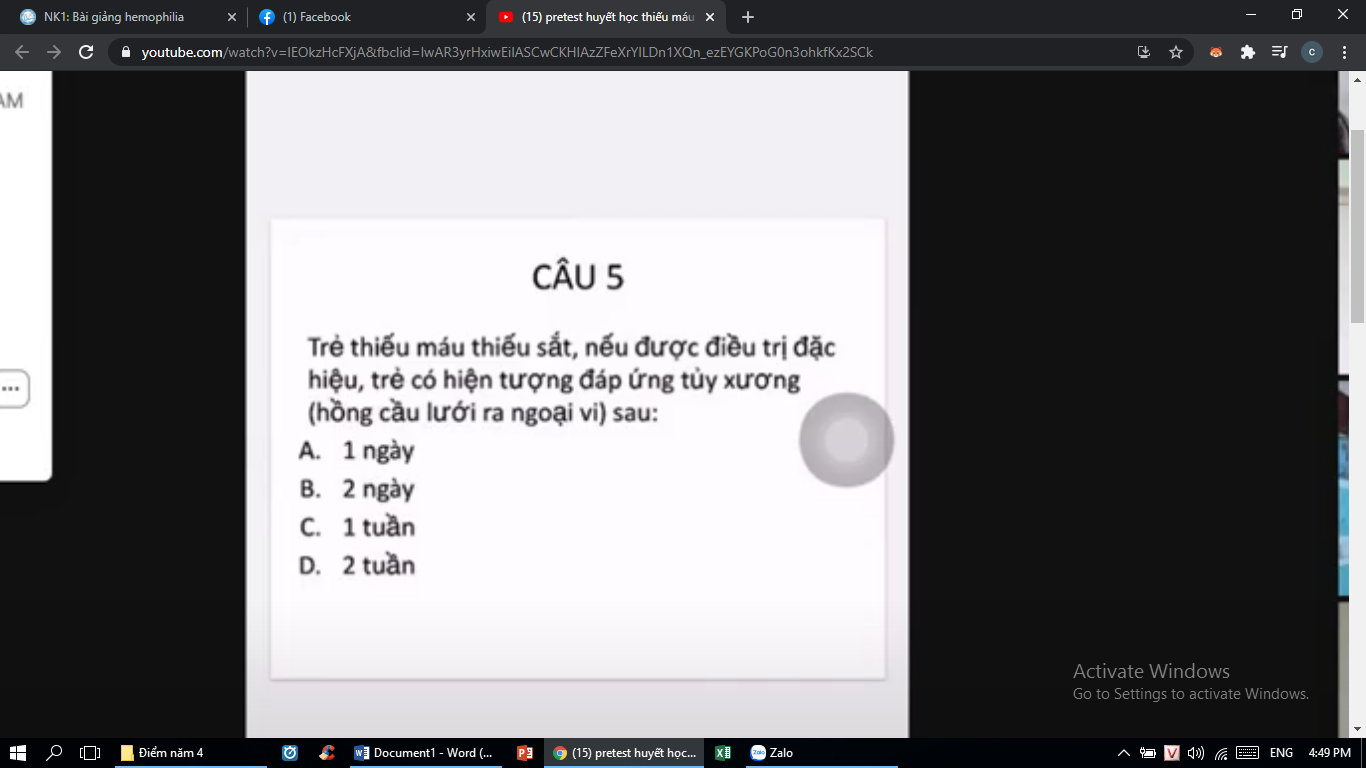 NK1: Bài giảng hemophilia
(1) Facebook
(15) pretest huyết học thiếu máu
youtube.com/watch?v=IEOkzHcFXjA&fbclid=IwAR3yrHxiwEilASCwCKHIAzZFeXrYILDn1XQn_ezEYGKPoG0n3ohkfKx2SCk
c
AM
CÂU 5
Trẻ thiếu máu thiếu sắt, nếu được điều trị đặc
hiệu, trẻ có hiện tượng đáp ứng tủy xương
(hồng cầu lưới ra ngoại vi) sau:
A. 1 ngày
B. 2 ngày
C. 1 tuần
D. 2 tuần
Activate Windows
Go to Settings to activate Windows.
Điểm năm 4
Document1 - Word (...
(15) pretest huyết học...
Zalo
ENG
4:49 PM